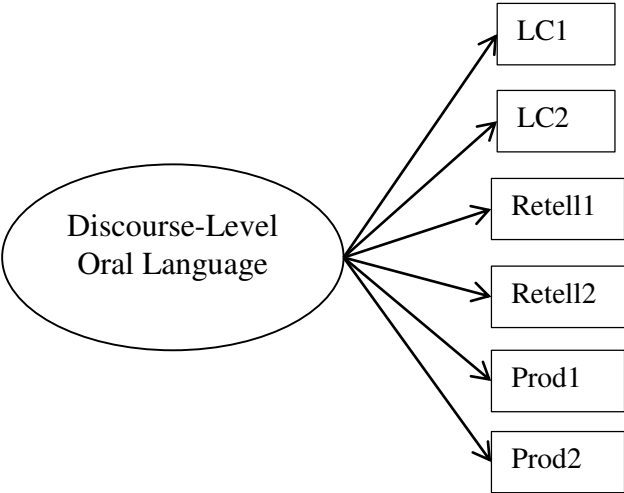 LC1
LC2
Discourse-Level
Oral Language
Retell1
Retell2
Prod1
Prod2